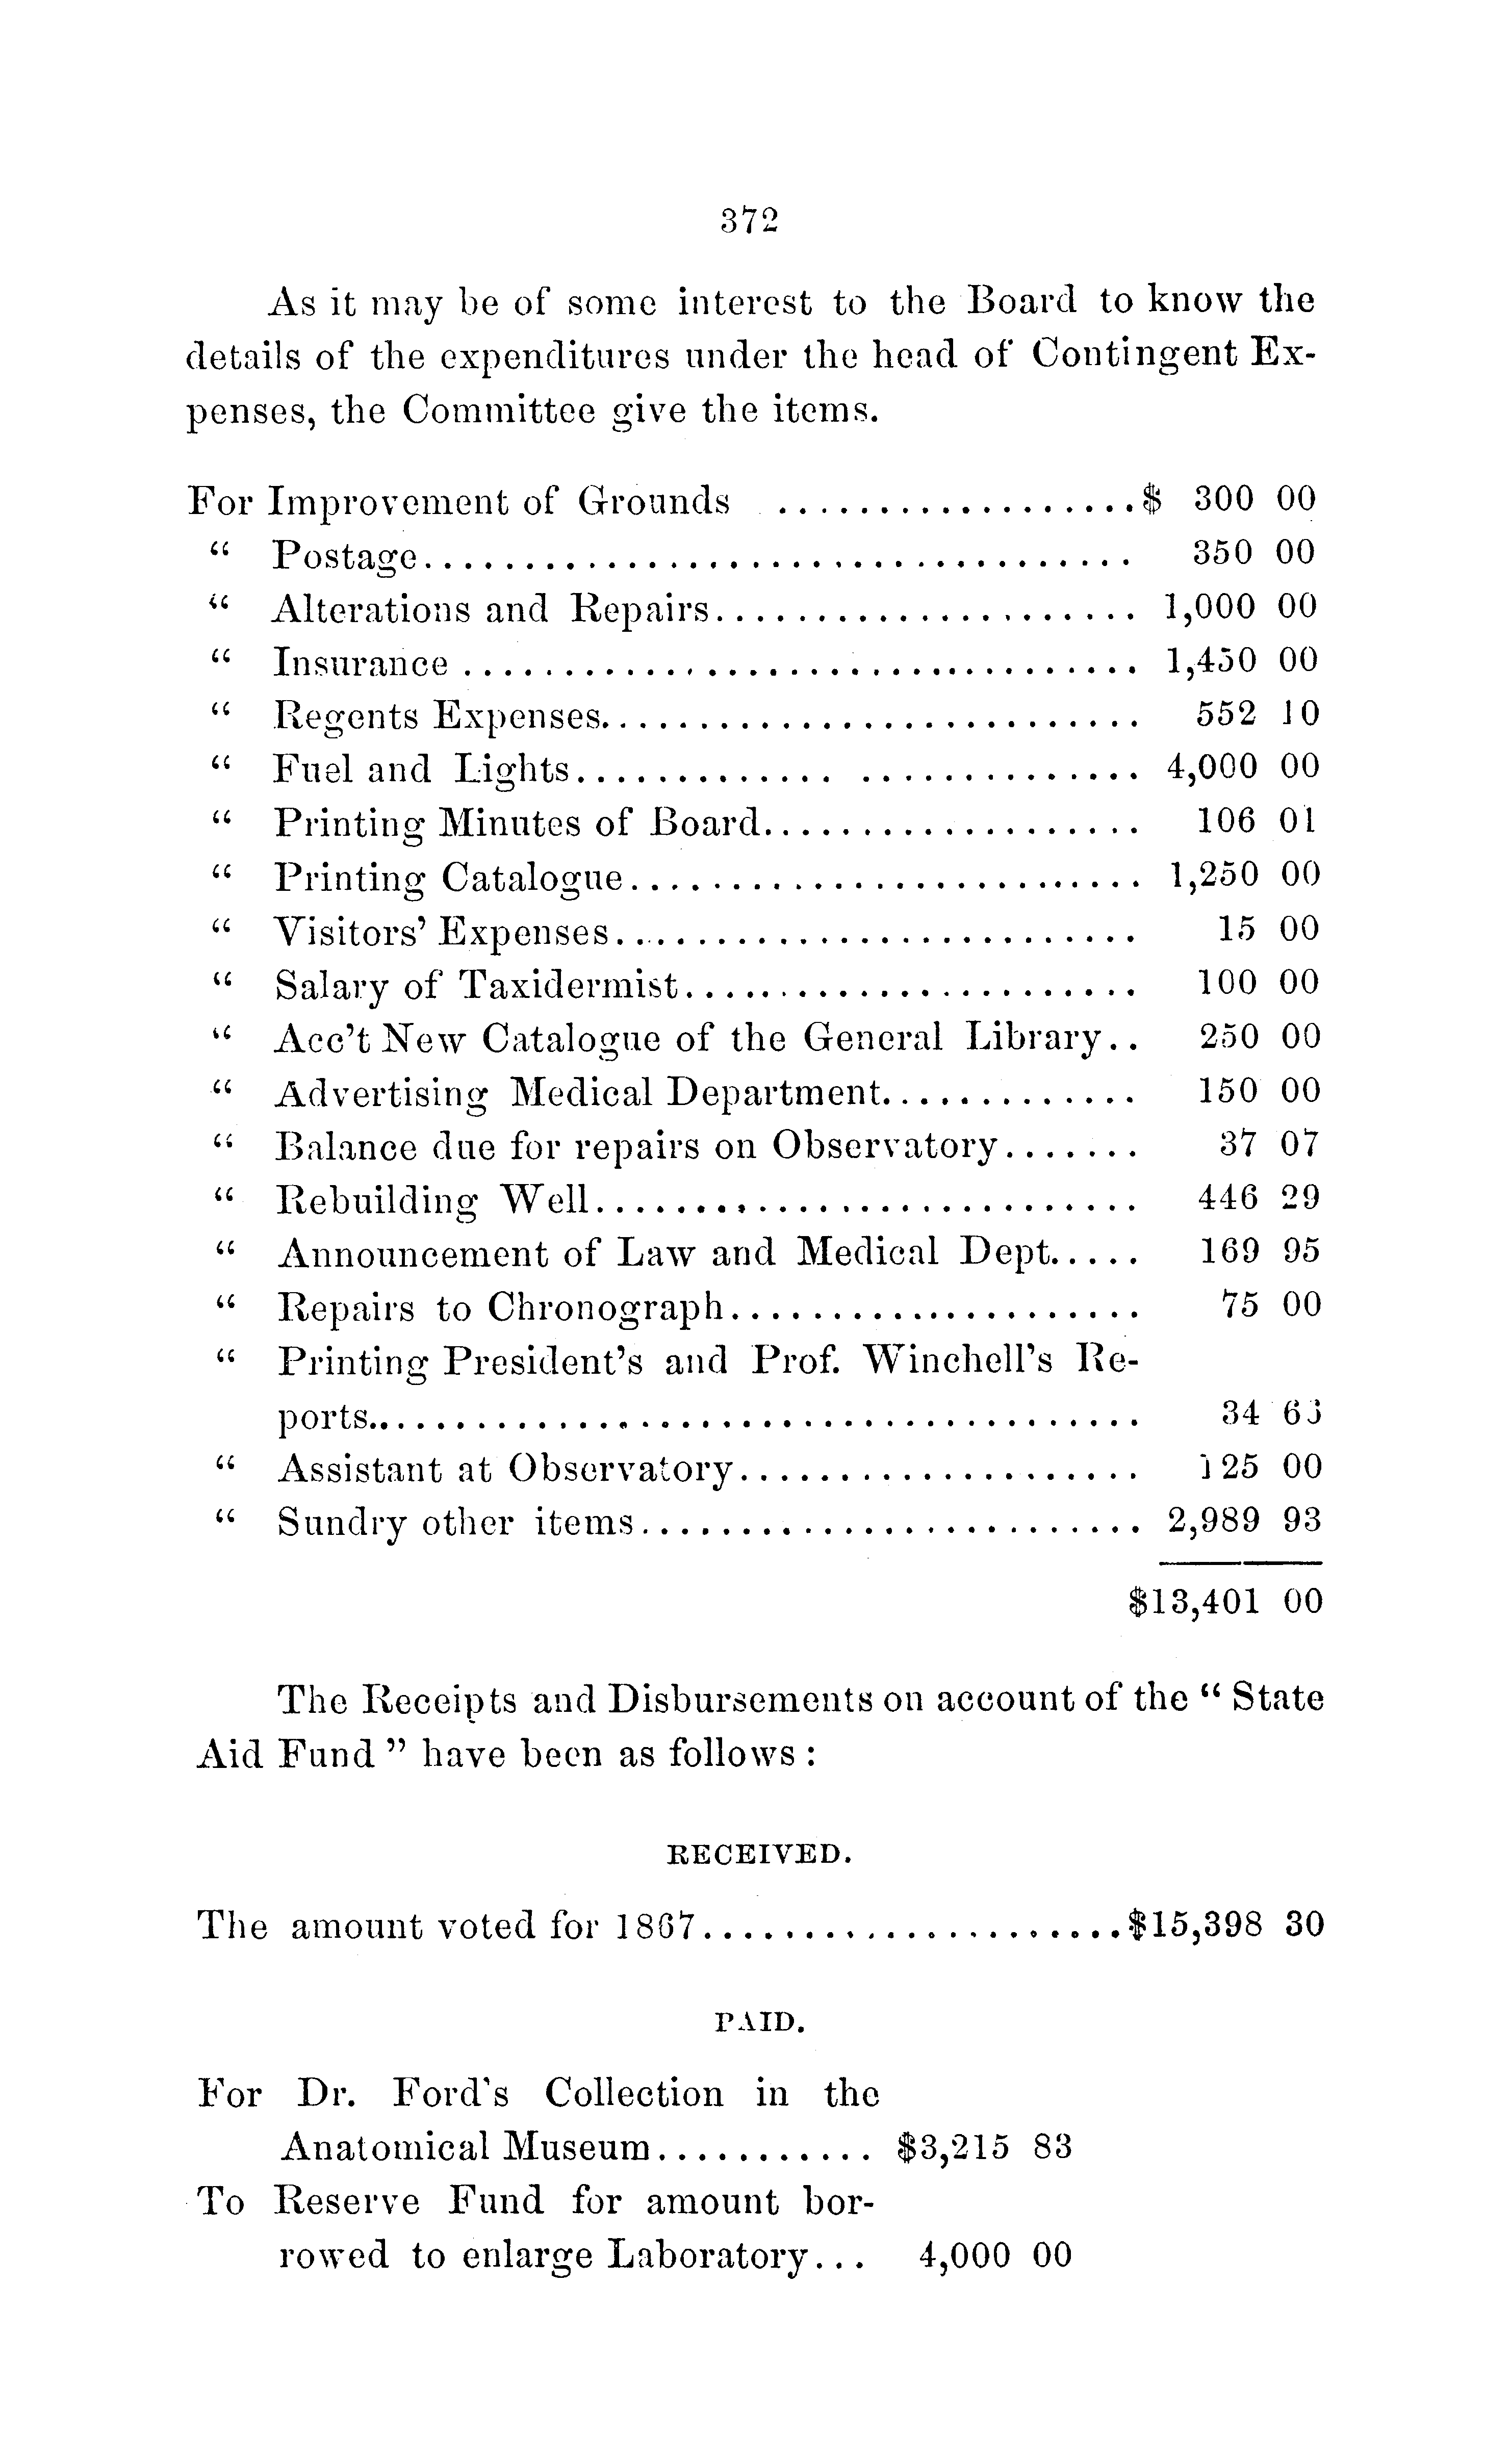 372
As it may be of some interest to the Board to know the
details of the expenditures under the head of Contingent Ex-
penses, the Committee give the items.
For Improvement of Grounds ..................$ 300 00
“ Postage................................... 350 00
“ Alterations and Repairs..................... 1,000 00
“ Insurance ................................. 1,450 00
“ Regents Expenses........................... 552 10
“ Fuel and Lights............. .............. 4,000 00
“ Printing Minutes of Board................... 106 01
“ Printing Catalogue.......................... 1,250 00
“ Visitors’ Expenses.......................... 15 00
“ Salary of Taxidermist....................... 100 00
“ Acc’t New Catalogue of the General Library.. 250 00
“ Advertising Medical Department............. 150 00
“ Balance due for repairs on Observatory....... 37 07
“ Rebuilding Well........................... 446 29
“ Announcement of Law and Medical Dept..... 169 95
“ Repairs to Chronograph..................... 75 00
“ Printing President’s and Prof. Winchell’s Re-
ports...................................... 34 65
“ Assistant at Observatory.................... 125 00
“ Sundry other items......................... 2,989 93
$13,401 00
The Receipts and Disbursements on account of the “ State
Aid Fund ” have been as follows :
RECEIVED.
The amount voted for 1867.....................$15,398 30
PAID.
For Dr. Ford's Collection in the
Anatomical Museum........... $3,215 83
To Reserve Fund for amount bor-
rowed to enlarge Laboratory... 4,000 00